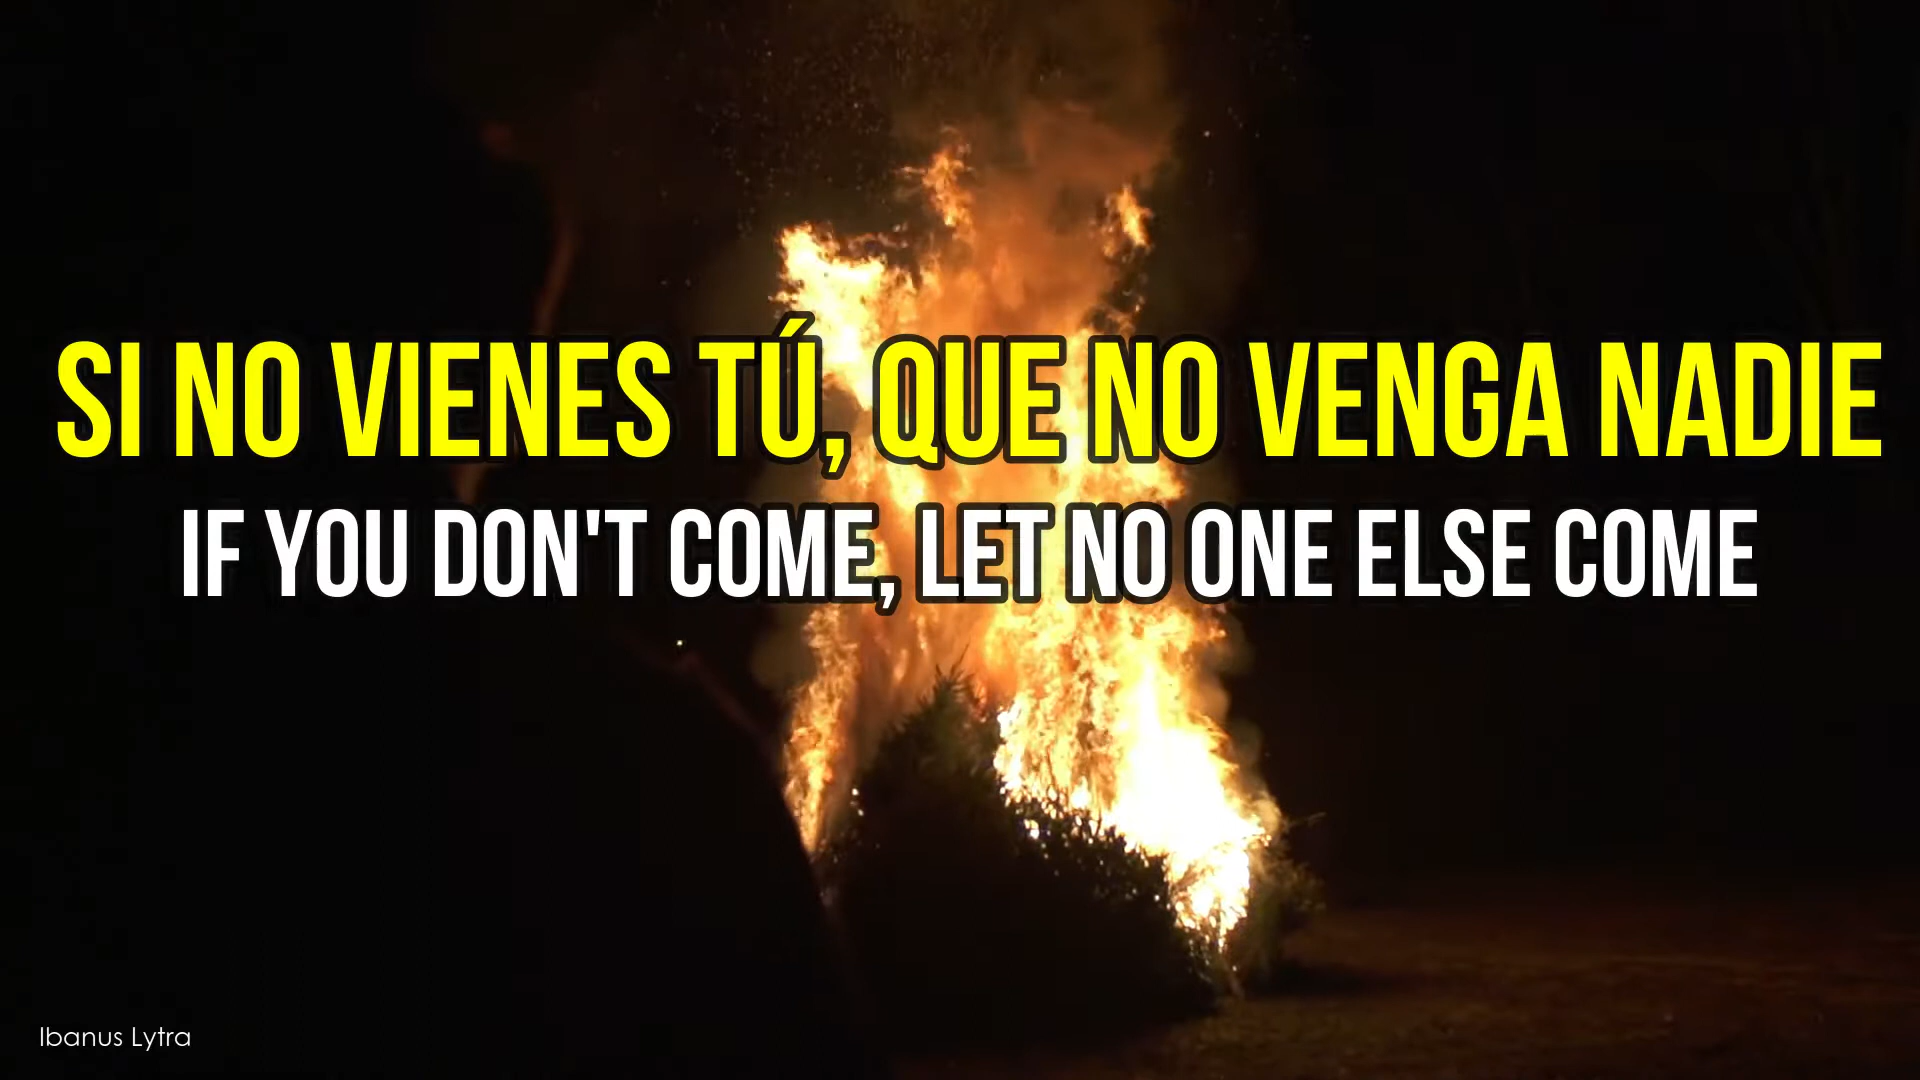 SI NO VIENES TÚ, QUE NO VENGA NADIE
IF YOU DON'T COME, LET NO ONE ELSE COME
Ibanus Lytra